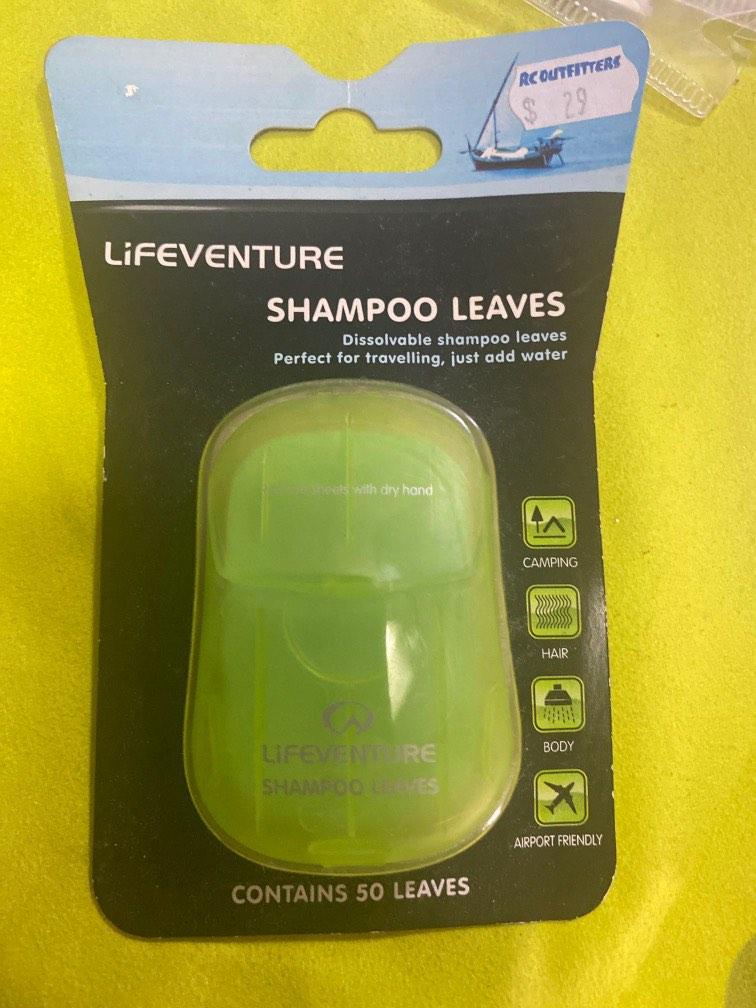 RC OUTFITTERS
$ 29
LiFEVENTURE
SHAMPOO LEAVES
Dissolvable shampoo leaves
Perfect for travelling, just add water
sheets with dry hand
CAMPING
HAIR
BODY
AIRPORT FRIENDLY
LiFEVENTURE
SHAMPOO LEAVES
CONTAINS 50 LEAVES